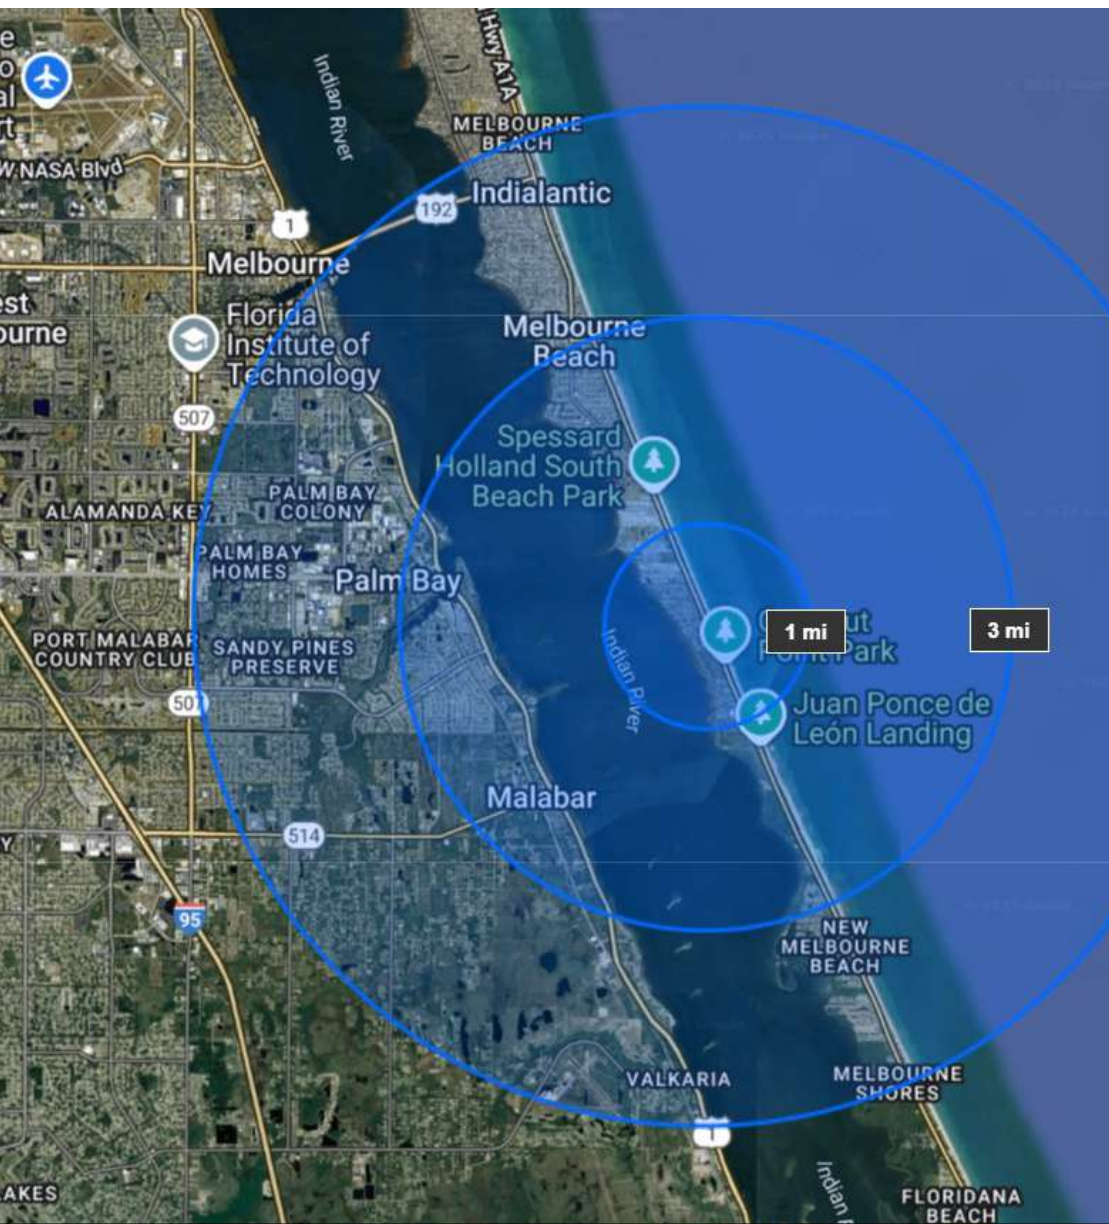 Hwy A1A
Indian River
MELBOURNE
BEACH
W NASA Blvd
Indialantic
192
1
Melbourne
Florida
Institute of
Technology
Melbourne
Beach
507
Spessard
Holland South
Beach Park
PALM BAY
COLONY
ALAMANDA KEY
PALM BAY
HOMES
Palm Bay
1 mi
3 mi
Park
PORT MALABAR
COUNTRY CLUB
SANDY PINES
PRESERVE
Indian River
507
Juan Ponce de
León Landing
Malabar
514
95
NEW
MELBOURNE
BEACH
VALKARIA
MELBOURNE
SHORES
1
Indian
FLORIDANA
BEACH